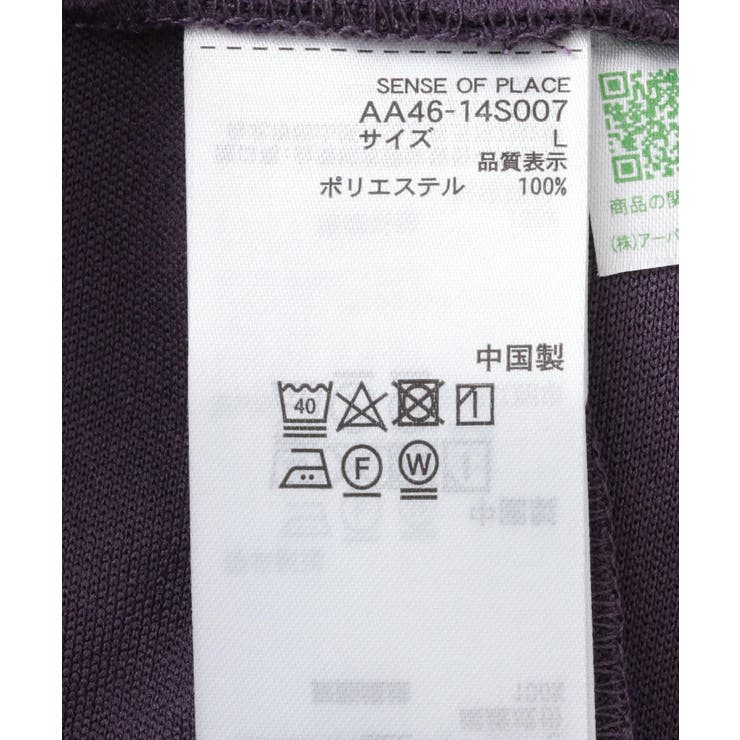 SENSE OF PLACE
AA46-14S007
サイズ L
品質表示
ポリエステル 100%
中国製
40
F
W
商品の関
(株)アーバ